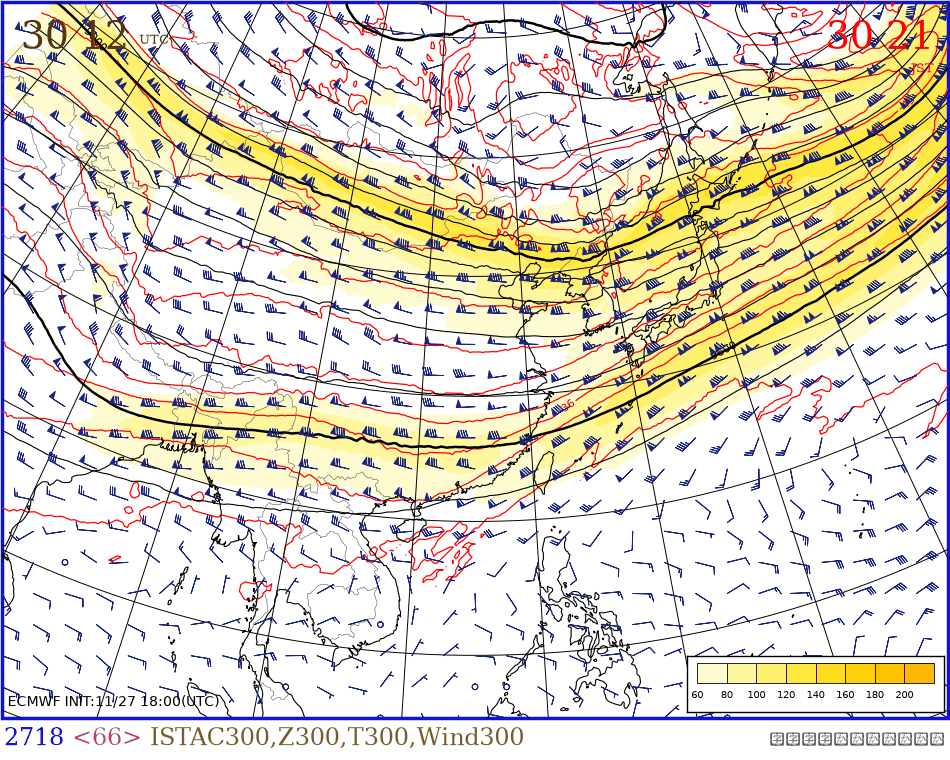 30 12 UTC
30 21 JST
36
ECMWF INIT:11/27 18:00(UTC)
60 80 100 120 140 160 180 200
2718 <66> ISTAC300,Z300,T300,Wind300